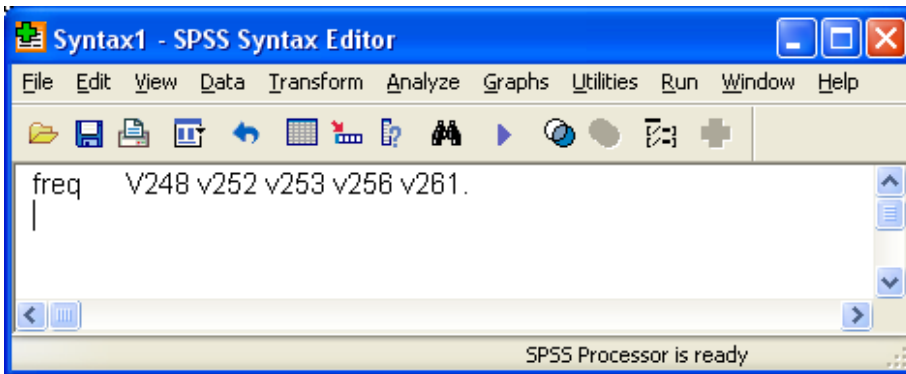 Syntax1 - SPSS Syntax Editor
File Edit View Data Transform Analyze Graphs Utilities Run Window Help
freq V248 v252 v253 v256 v261.
SPSS Processor is ready